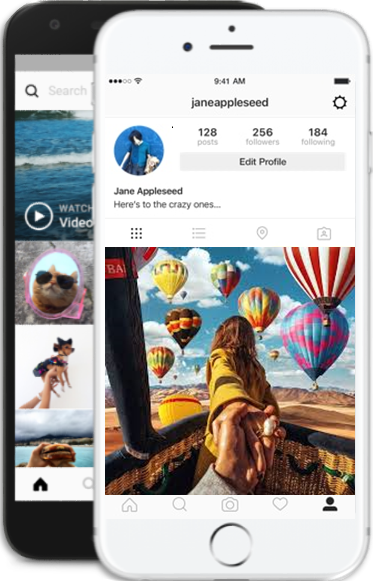 Search
WATCH
Video
9:41 AM
janeappleseed
128
256
184
posts
followers
following
Edit Profile
Jane Appleseed
Here's to the crazy ones...
BA